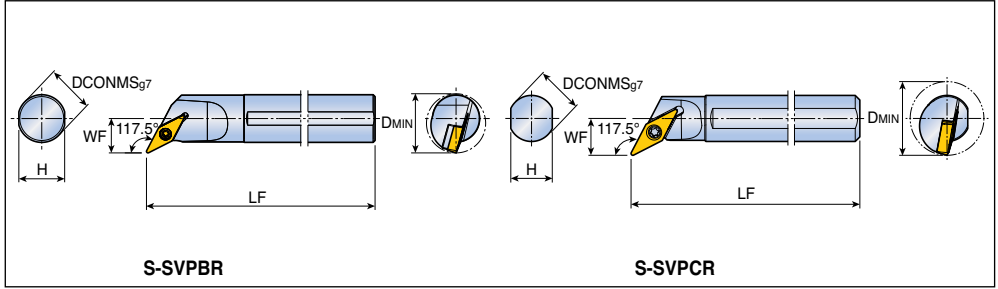 DCONMSg7
WF
117.5°
H
LF
DMIN
S-SVPBR
DCONMSg7
WF
117.5°
H
LF
DMIN
S-SVPCR